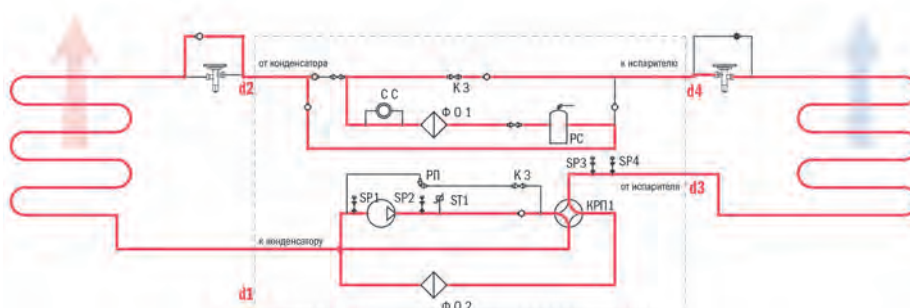 от конденсатора
к испарителю
d2
d4
К З
С С
Ф О 1
РС
SP3
SP4
РП
К З
SP1
SP2
ST1
от испарителя
d3
КРП1
к конденсатору
d1
Ф О 2